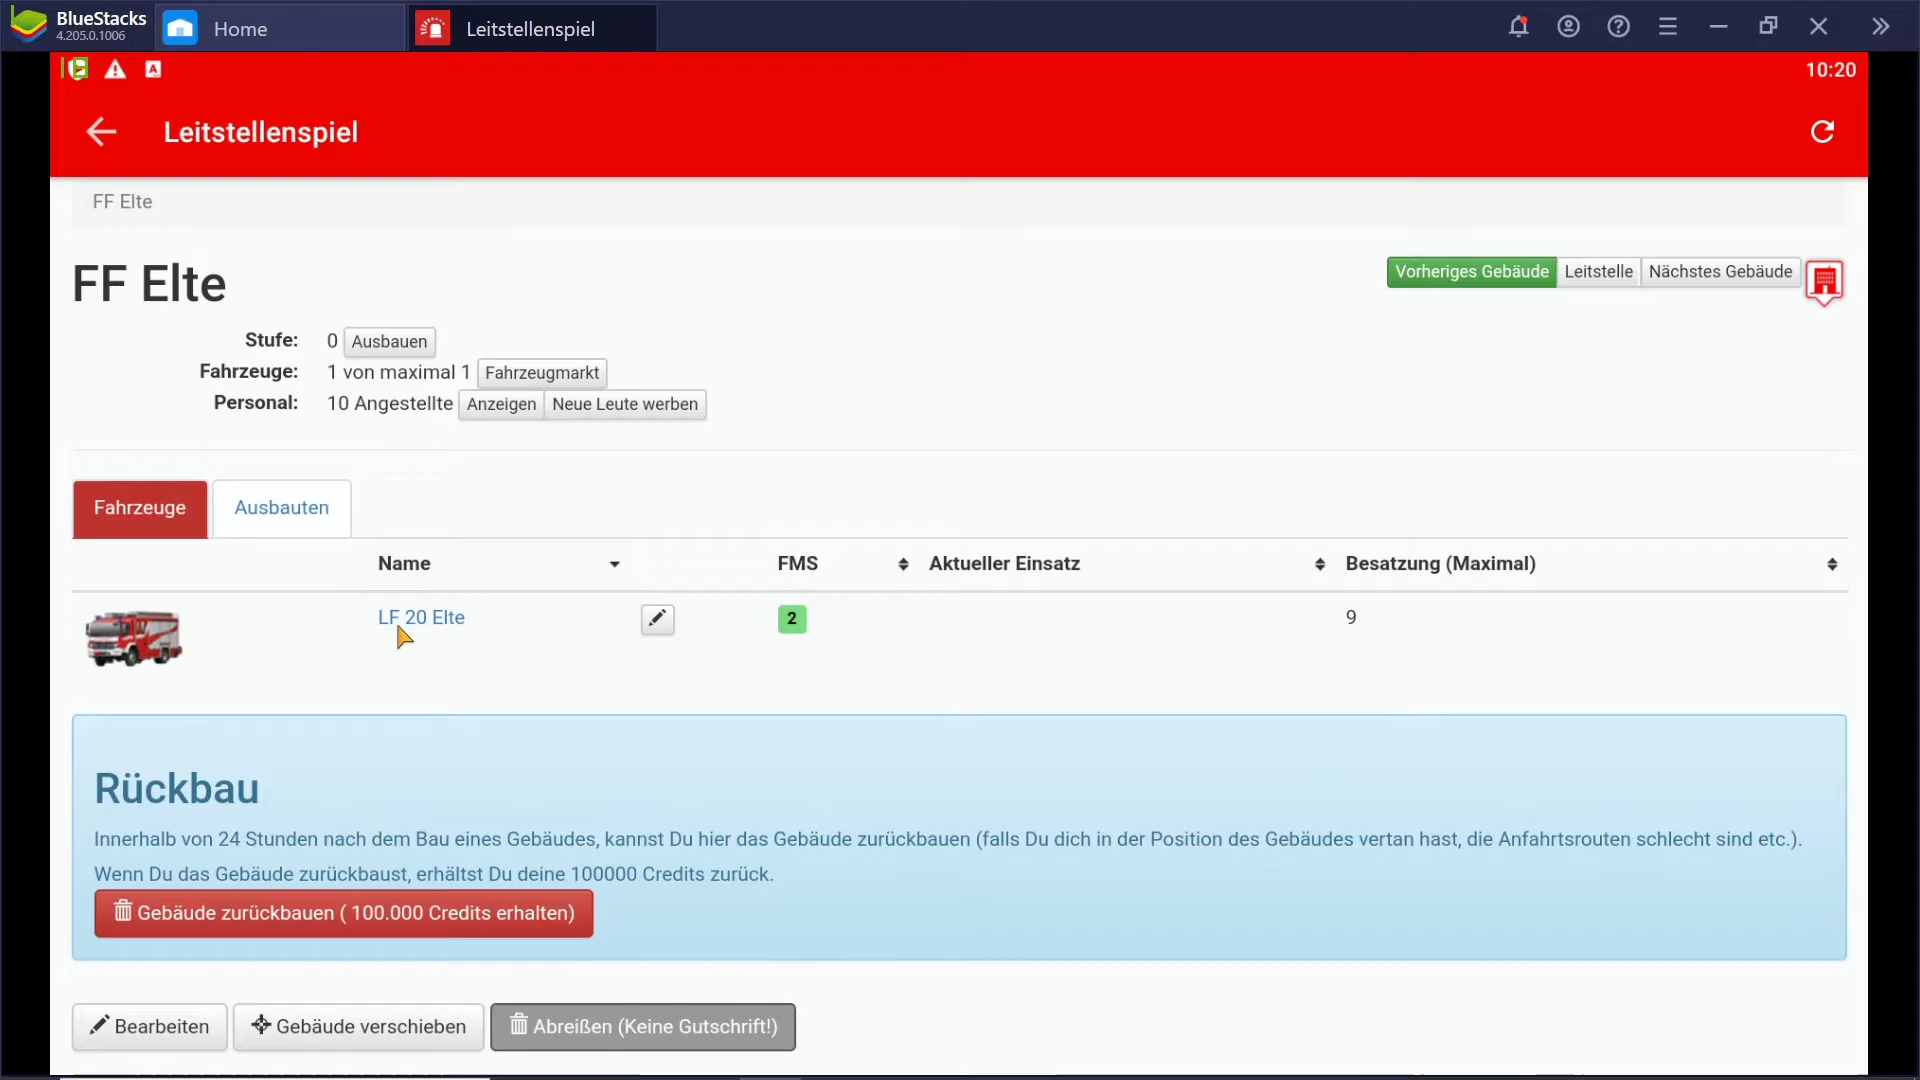 BlueStacks
4.205.0.1006
Home
Leitstellenspiel
10:20
Leitstellenspiel
FF Elte
FF Elte
Vorheriges Gebäude Leitstelle Nächstes Gebäude
Stufe: 0 Ausbauen
Fahrzeuge: 1 von maximal 1 Fahrzeugmarkt
Personal: 10 Angestellte Anzeigen Neue Leute werben
Fahrzeuge Ausbauten
Name FMS Aktueller Einsatz Besatzung (Maximal)
LF 20 Elte 2 9
Rückbau
Innerhalb von 24 Stunden nach dem Bau eines Gebäudes, kannst Du hier das Gebäude zurückbauen (falls Du dich in der Position des Gebäudes vertan hast, die Anfahrtsrouten schlecht sind etc.).
Wenn Du das Gebäude zurückbaust, erhältst Du deine 100000 Credits zurück.
Gebäude zurückbauen ( 100.000 Credits erhalten)
Bearbeiten Gebäude verschieben Abreißen (Keine Gutschrift!)